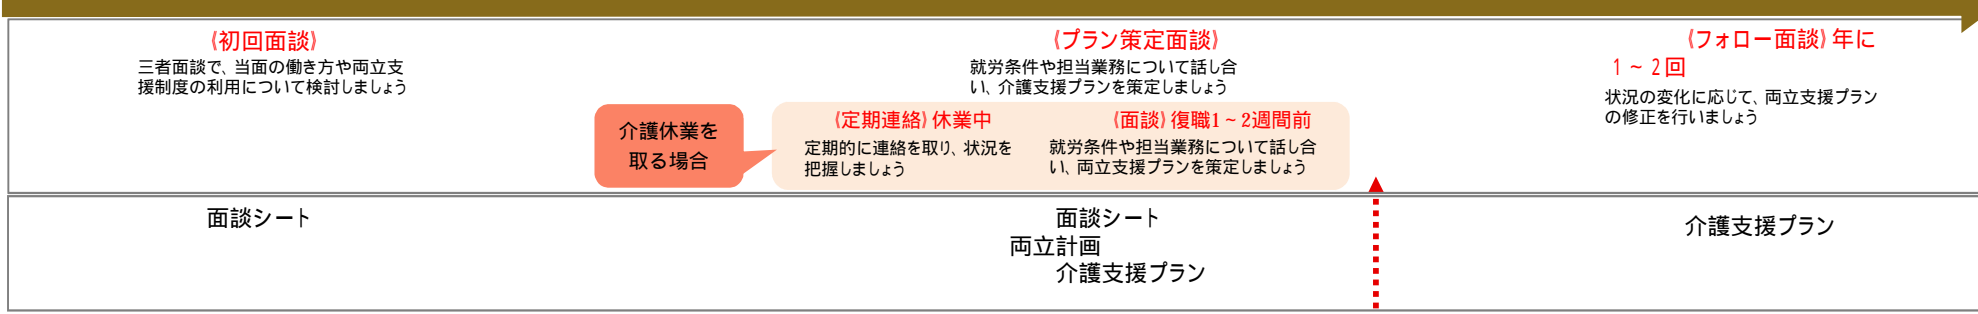 《初回面談》
三者面談で、当面の働き方や両立支
援制度の利用について検討しましょう
《プラン策定面談》
就労条件や担当業務について話し合
い、介護支援プランを策定しましょう
《フォロー面談》年に
1~2回
状況の変化に応じて、両立支援プラン
の修正を行いましょう
介護休業を
取る場合
《定期連絡》休業中
定期的に連絡を取り、状況を
把握しましょう
《面談》復職1~2週間前
就労条件や担当業務について話し合
い、両立支援プランを策定しましょう
面談シート
面談シート
両立計画
介護支援プラン
介護支援プラン